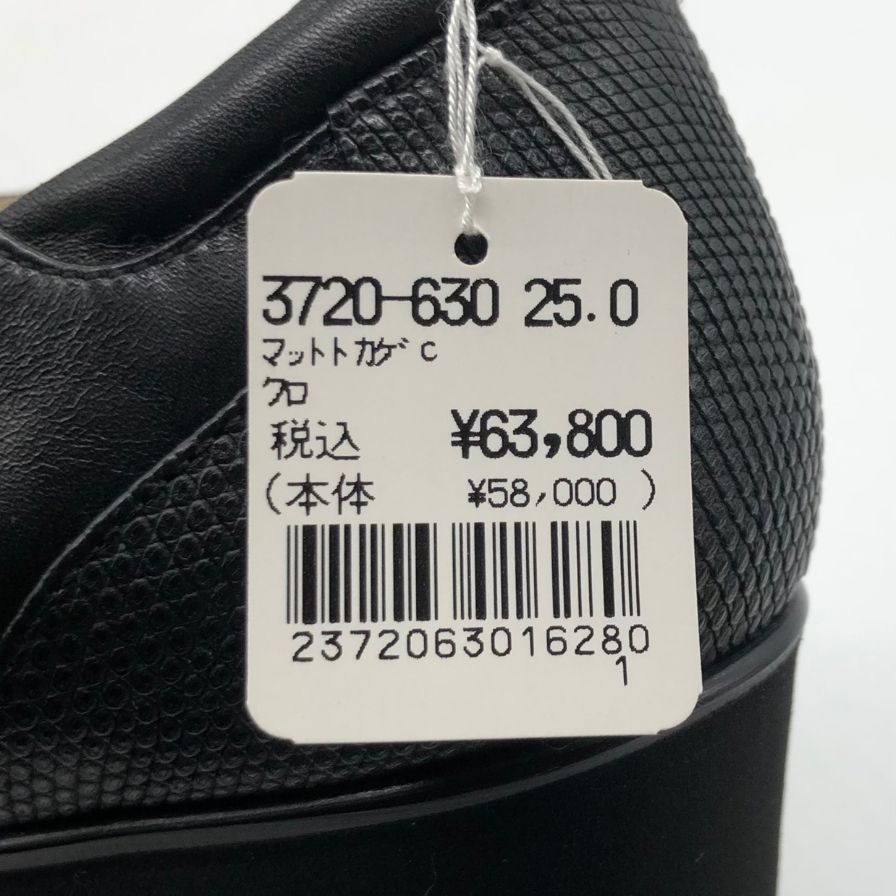 3720-630 25.0
マットトカゲ C
クロ
税込 ¥63,800
(本体 ¥58,000 )
2372063016280
1